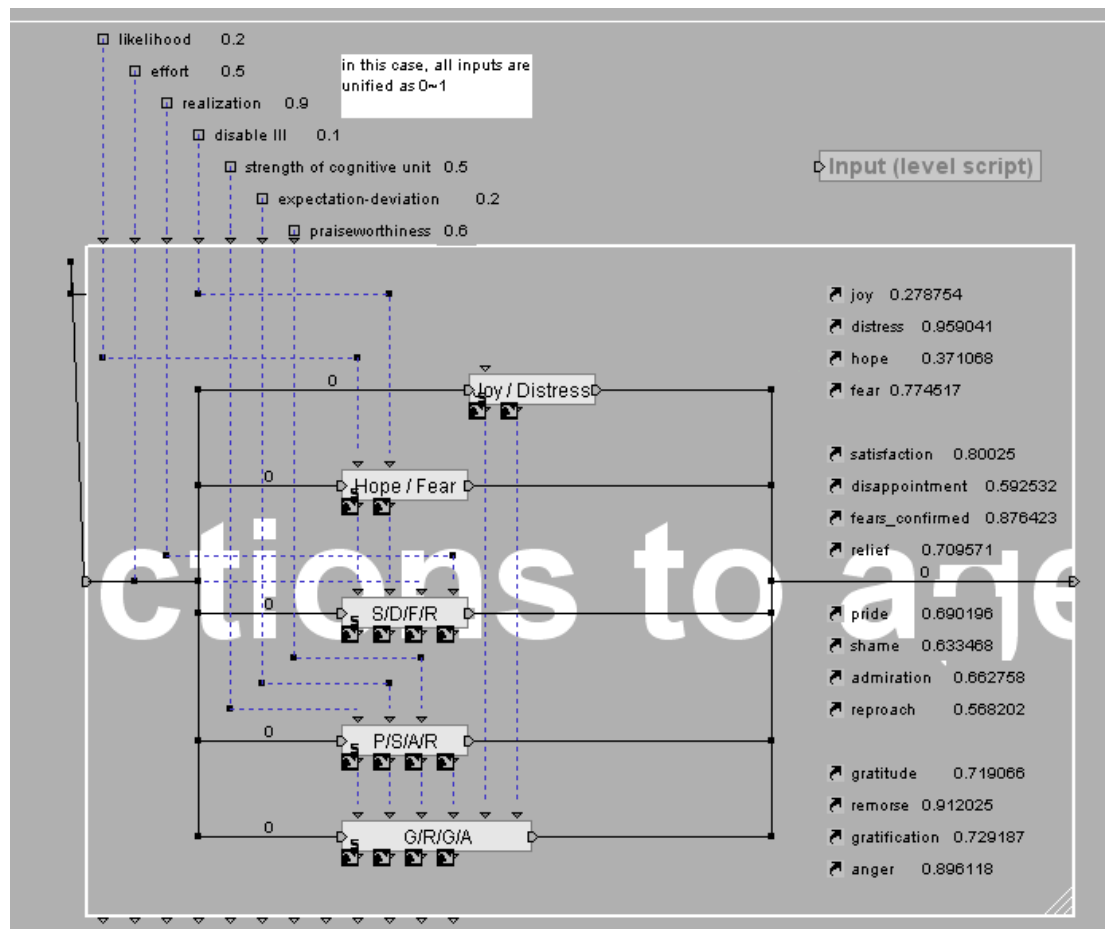 likelihood 0.2
effort 0.5
realization 0.9
disable III 0.1
strength of cognitive unit 0.5
expectation-deviation 0.2
praiseworthiness 0.6
in this case, all inputs are
unified as 0~1
Input (level script)
joy 0.278754
distress 0.959041
hope 0.371068
fear 0.774517
satisfaction 0.80025
disappointment 0.592532
fears_confirmed 0.876423
relief 0.709571
pride 0.690196
shame 0.633468
admiration 0.662758
reproach 0.568202
gratitude 0.719066
remorse 0.912025
gratification 0.729187
anger 0.896118
0
Joy / Distress
S
0
Hope / Fear
S
ctions to age
0
0
S/D/F/R
S
0
P/S/A/R
S
0
G/R/G/A
S